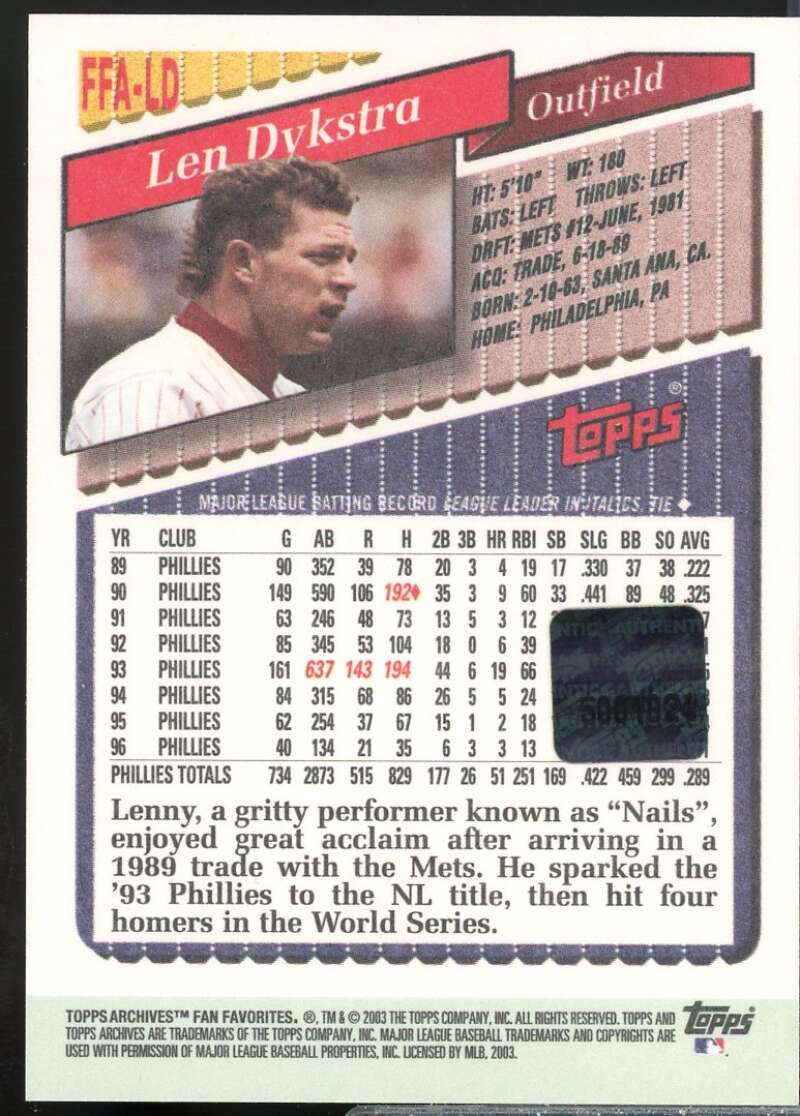 FFA-LD
Len Dykstra
Outfield
HT: 5'10" WT: 180
BATS: LEFT THROWS: LEFT
DRFT: METS #12-JUNE, 1981
ACQ: TRADE, 6-18-89
BORN: 2-10-63, SANTA ANA, CA.
HOME: PHILADELPHIA, PA
Topps®
MAJOR LEAGUE BATTING RECORD LEAGUE LEADER IN ITALICS, TIE ♦
YR CLUB G AB R H 2B 3B HR RBI SB SLG BB SO AVG
89 PHILLIES 90 352 39 78 20 3 4 19 17 .330 37 38 .222
90 PHILLIES 149 590 106 192♦ 35 3 9 60 33 .441 89 48 .325
91 PHILLIES 63 246 48 73 13 5 3 12
92 PHILLIES 85 345 53 104 18 0 6 39
93 PHILLIES 161 637 143 194 44 6 19 66
94 PHILLIES 84 315 68 86 26 5 5 24
95 PHILLIES 62 254 37 67 15 1 2 18
96 PHILLIES 40 134 21 35 6 3 3 13
PHILLIES TOTALS 734 2873 515 829 177 26 51 251 169 .422 459 299 .289
Lenny, a gritty performer known as “Nails”,
enjoyed great acclaim after arriving in a
1989 trade with the Mets. He sparked the
’93 Phillies to the NL title, then hit four
homers in the World Series.
TOPPS ARCHIVES™ FAN FAVORITES. ®, TM & © 2003 THE TOPPS COMPANY, INC. ALL RIGHTS RESERVED. TOPPS AND
TOPPS ARCHIVES ARE TRADEMARKS OF THE TOPPS COMPANY, INC. MAJOR LEAGUE BASEBALL TRADEMARKS AND COPYRIGHTS ARE
USED WITH PERMISSION OF MAJOR LEAGUE BASEBALL PROPERTIES, INC. LICENSED BY MLB, 2003.
Topps